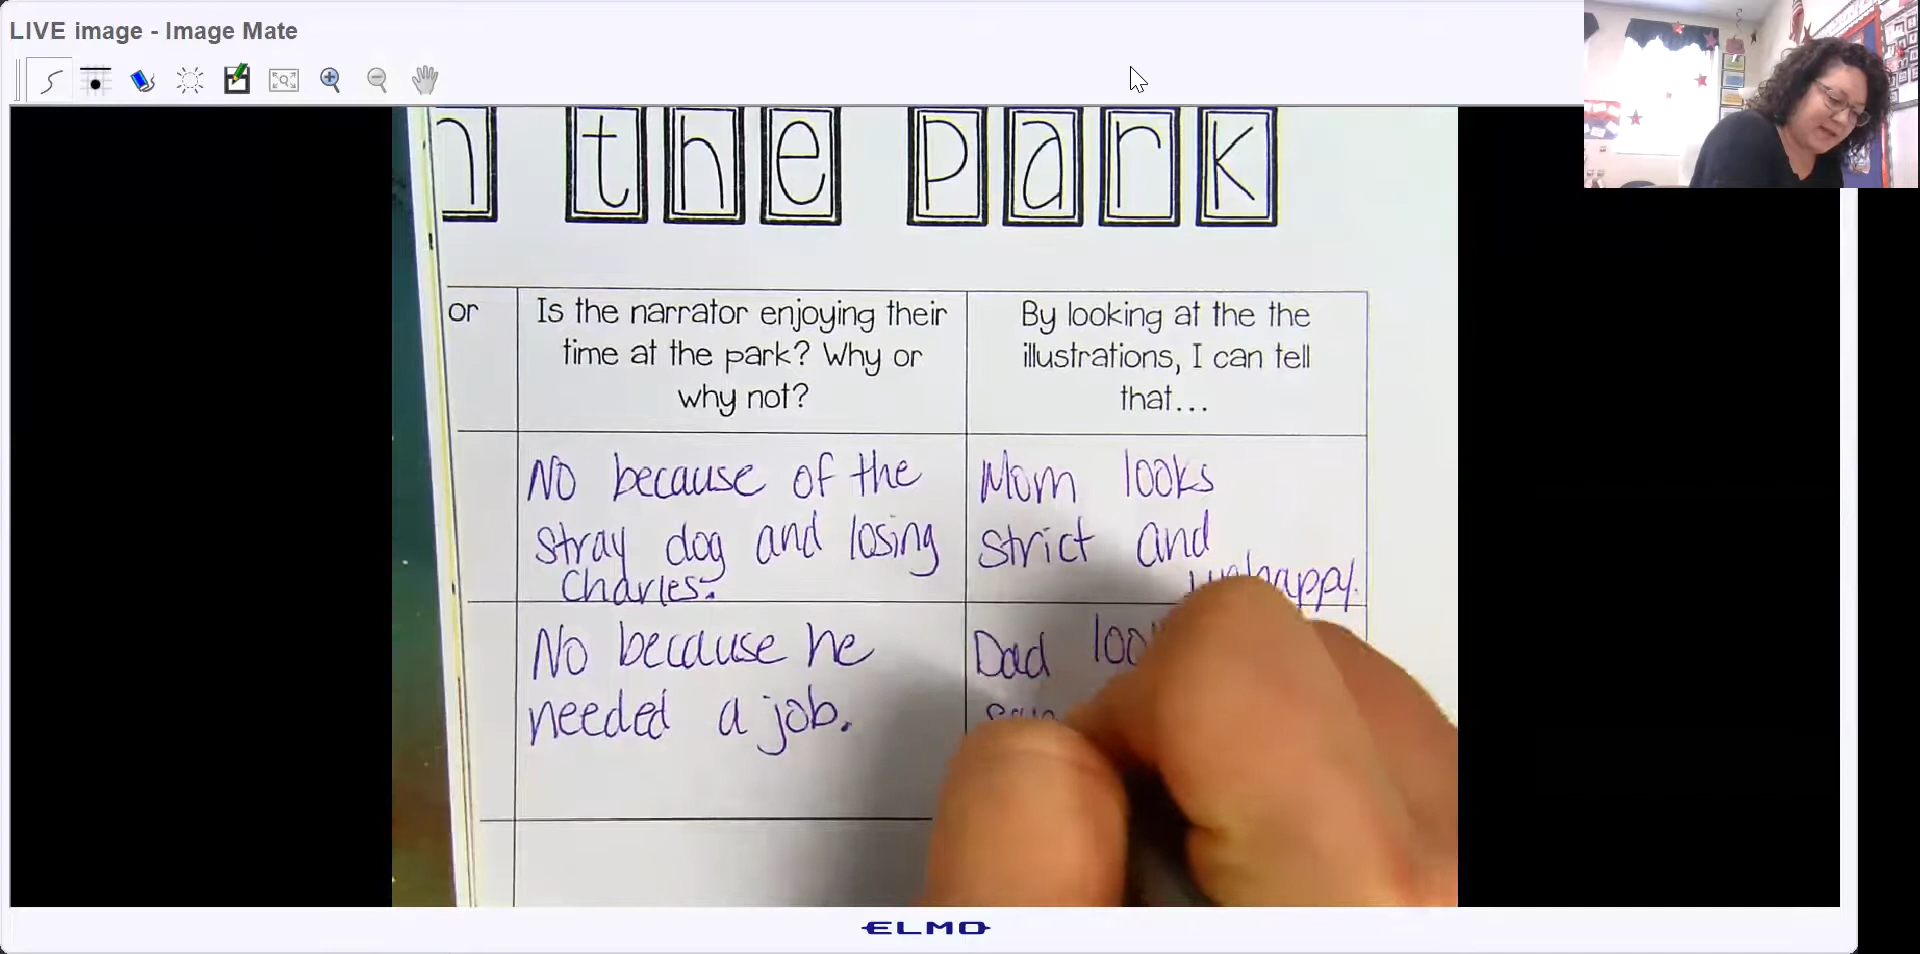 LIVE image - Image Mate
n the park
or
Is the narrator enjoying their
time at the park? Why or
why not?
By looking at the the
illustrations, I can tell
that...
No because of the
stray dog and losing
Charles.
Mom looks
strict and
unhappy.
No because he
needed a job.
Dad
ELMO